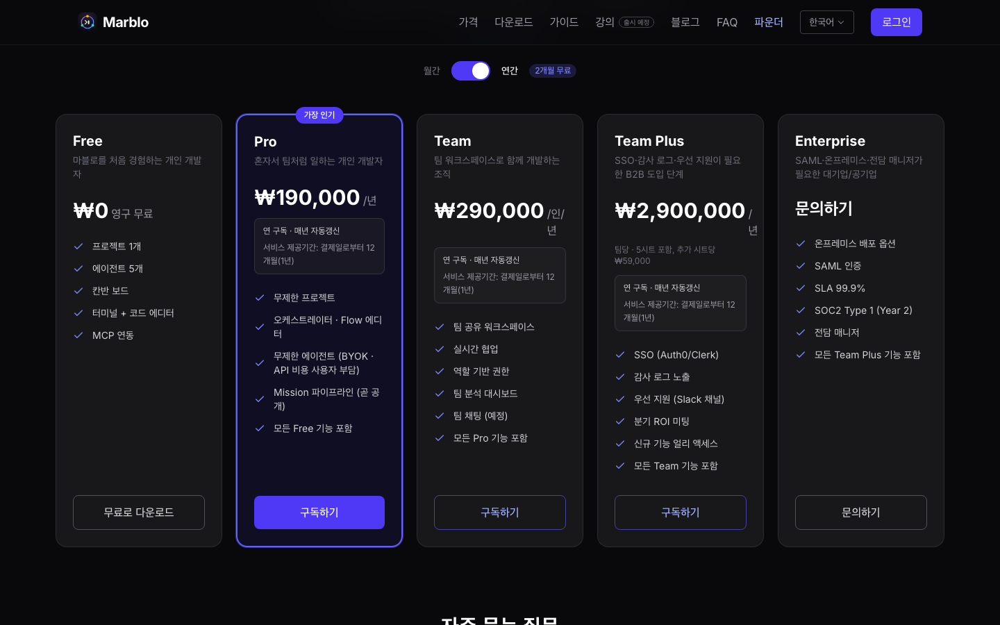 Marblo
가격
다운로드
가이드
강의 출시 예정
블로그
FAQ
파운더
한국어
로그인
월간
연간
2개월 무료
Free
마블로를 처음 경험하는 개인 개발
자
₩0 영구 무료
프로젝트 1개
에이전트 5개
칸반 보드
터미널 + 코드 에디터
MCP 연동
무료로 다운로드
가장 인기
Pro
혼자서 팀처럼 일하는 개인 개발자
₩190,000 /년
연 구독 · 매년 자동갱신
서비스 제공기간: 결제일로부터 12
개월(1년)
무제한 프로젝트
오케스트레이터 · Flow 에디
터
무제한 에이전트 (BYOK ·
API 비용 사용자 부담)
Mission 파이프라인 (곧 공
개)
모든 Free 기능 포함
구독하기
Team
팀 워크스페이스로 함께 개발하는
조직
₩290,000 /인/
년
연 구독 · 매년 자동갱신
서비스 제공기간: 결제일로부터 12
개월(1년)
팀 공유 워크스페이스
실시간 협업
역할 기반 권한
팀 분석 대시보드
팀 채팅 (예정)
모든 Pro 기능 포함
구독하기
Team Plus
SSO·감사 로그·우선 지원이 필요
한 B2B 도입 단계
₩2,900,000 /
년
팀당 · 5시트 포함, 추가 시트당
₩59,000
연 구독 · 매년 자동갱신
서비스 제공기간: 결제일로부터 12
개월(1년)
SSO (Auth0/Clerk)
감사 로그 노출
우선 지원 (Slack 채널)
분기 ROI 미팅
신규 기능 얼리 액세스
모든 Team 기능 포함
구독하기
Enterprise
SAML·온프레미스·전담 매니저가
필요한 대기업/공기업
문의하기
온프레미스 배포 옵션
SAML 인증
SLA 99.9%
SOC2 Type 1 (Year 2)
전담 매니저
모든 Team Plus 기능 포함
문의하기
자주 묻는 질문